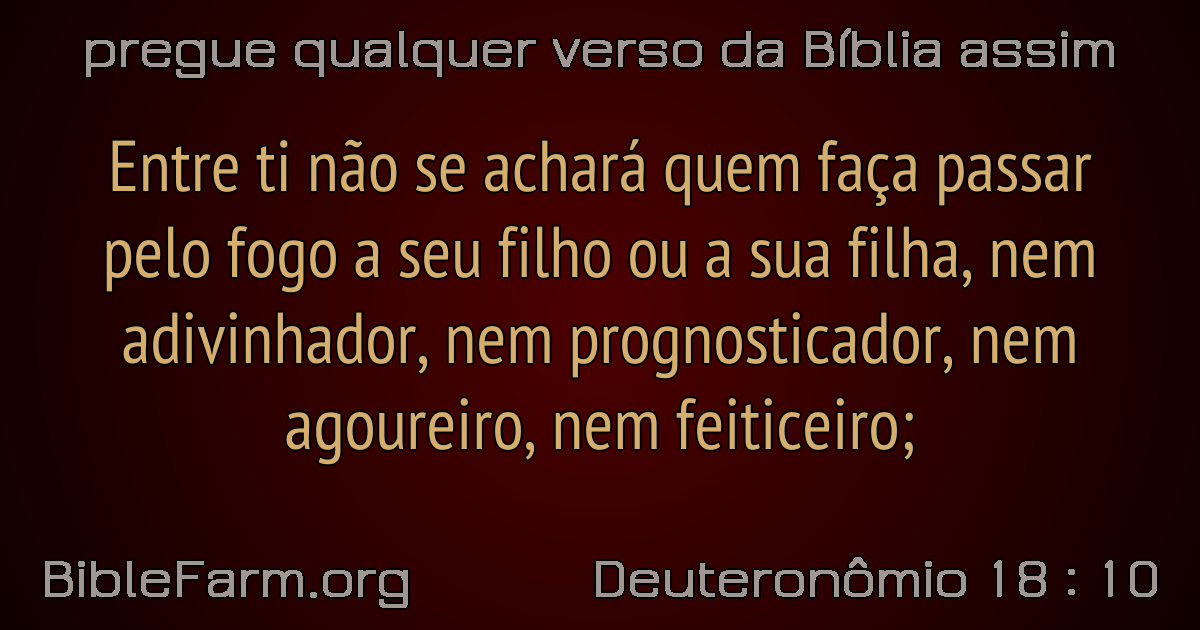 pregue qualquer verso da Bíblia assim
Entre ti não se achará quem faça passar
pelo fogo a seu filho ou a sua filha, nem
adivinhador, nem prognosticador, nem
agoureiro, nem feiticeiro;
BibleFarm.org
Deuteronômio 18 : 10